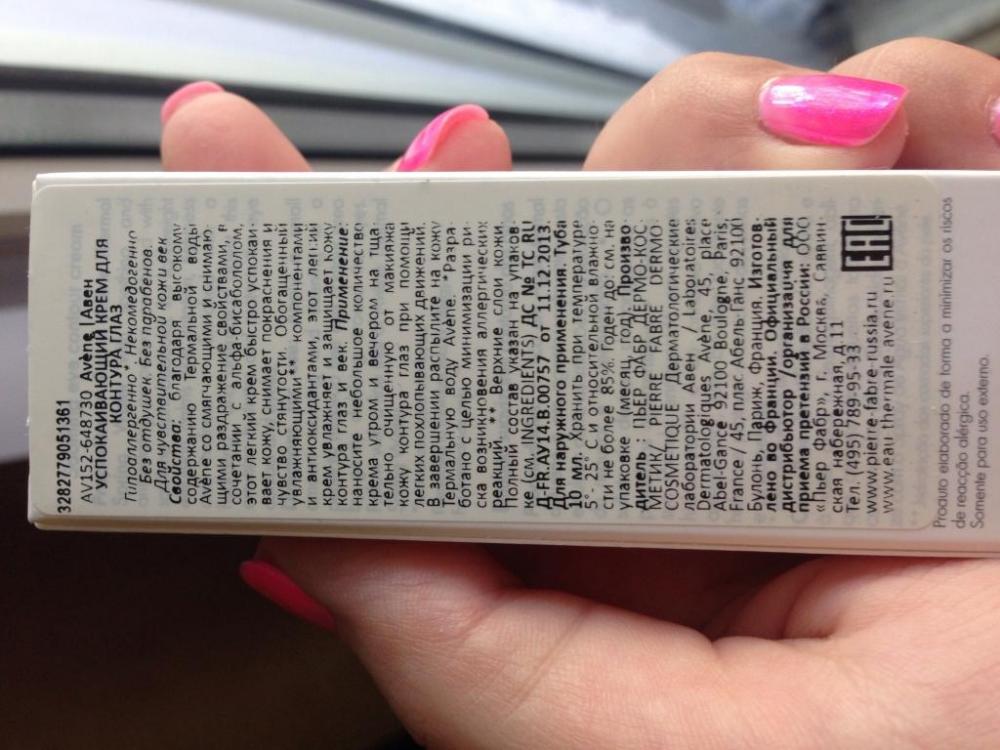 3282779051361
AV152-648730 Avène |Авен
УСПОКАИВАЮЩИЙ КРЕМ ДЛЯ
КОНТУРА ГЛАЗ
Гипоаллергенно*. Некомедогенно
Без отдушек. Без парабенов.
Для чувствительной кожи век
Свойства: благодаря высокому
содержанию Термальной воды
Avène со смягчающими и снимаю-
щими раздражение свойствами, в
сочетании с альфа-бисабололом,
этот легкий крем быстро успокаи-
вает кожу, снимает покраснения и
чувство стянутости. Обогащенный
увлажняющими** компонентами
и антиоксидантами, этот легкий
крем увлажняет и защищает кожу
контура глаз и век. Применение:
наносите небольшое количество
крема утром и вечером на тща-
тельно очищенную от макияжа
кожу контура глаз при помощи
легких похлопывающих движений.
В завершении распылите на кожу
Термальную воду Avène. *Разра-
ботано с целью минимизации ри-
ска возникновения аллергических
реакций. ** Верхние слои кожи.
Полный состав указан на упаков-
ке (см. INGREDIENTS) ДС № ТС RU
Д-FR.АУ14.В.00757 от 11.12.2013.
Для наружного применения. Туба
10 мл. Хранить при температуре
5° - 25° С и относительной влажно-
сти не более 85%. Годен до: см. на
упаковке (месяц, год). Произво-
дитель : ПЬЕР ФАБР ДЕРМО-КОС-
МЕТИК/ PIERRE FABRE DERMO-
COSMETIQUE Дерматологические
лаборатории Авен / Laboratoires
Dermatologiques Avène, 45, place
Abel-Gance 92100 Boulogne, Paris,
France / 45, плас Абель-Ганс 92100
Булонь, Париж, Франция. Изготов-
лено во Франции. Официальный
дистрибьютор /организация для
приема претензий в России: ООО
«Пьер Фабр», г. Москва, Саввин-
ская набережная, д.11
Тел. (495) 789-95-33
www.pierre-fabre-russia.ru
www.eau thermale avene.ru
EAC
Produto elaborado de forma a minimizar os riscos
de reacção alérgica.
Somente para uso externo.